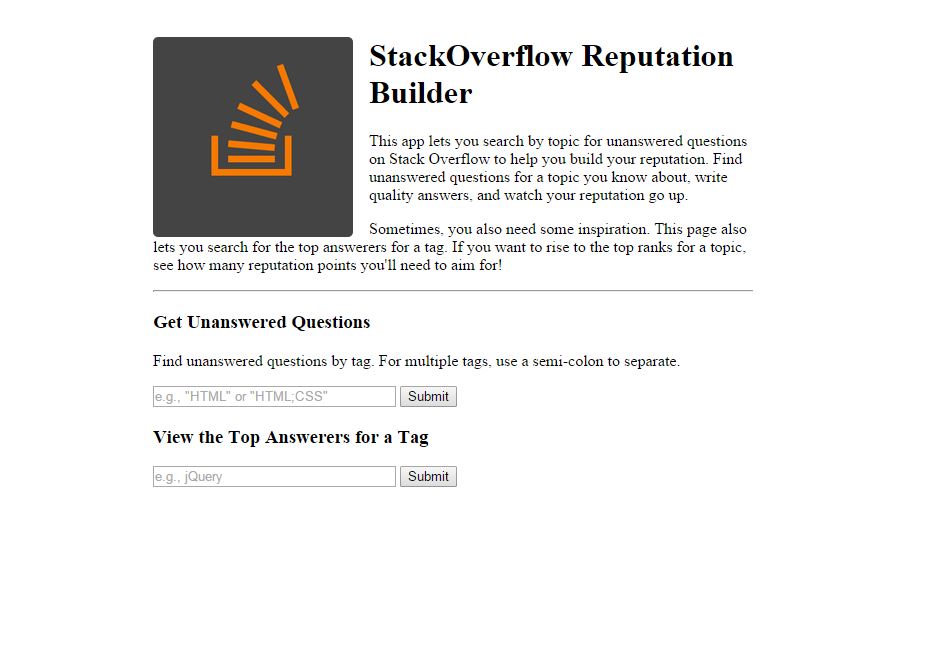 StackOverflow Reputation
Builder
This app lets you search by topic for unanswered questions
on Stack Overflow to help you build your reputation. Find
unanswered questions for a topic you know about, write
quality answers, and watch your reputation go up.
Sometimes, you also need some inspiration. This page also
lets you search for the top answerers for a tag. If you want to rise to the top ranks for a topic,
see how many reputation points you'll need to aim for!
Get Unanswered Questions
Find unanswered questions by tag. For multiple tags, use a semi-colon to separate.
e.g., "HTML" or "HTML;CSS" Submit
View the Top Answerers for a Tag
e.g., jQuery Submit